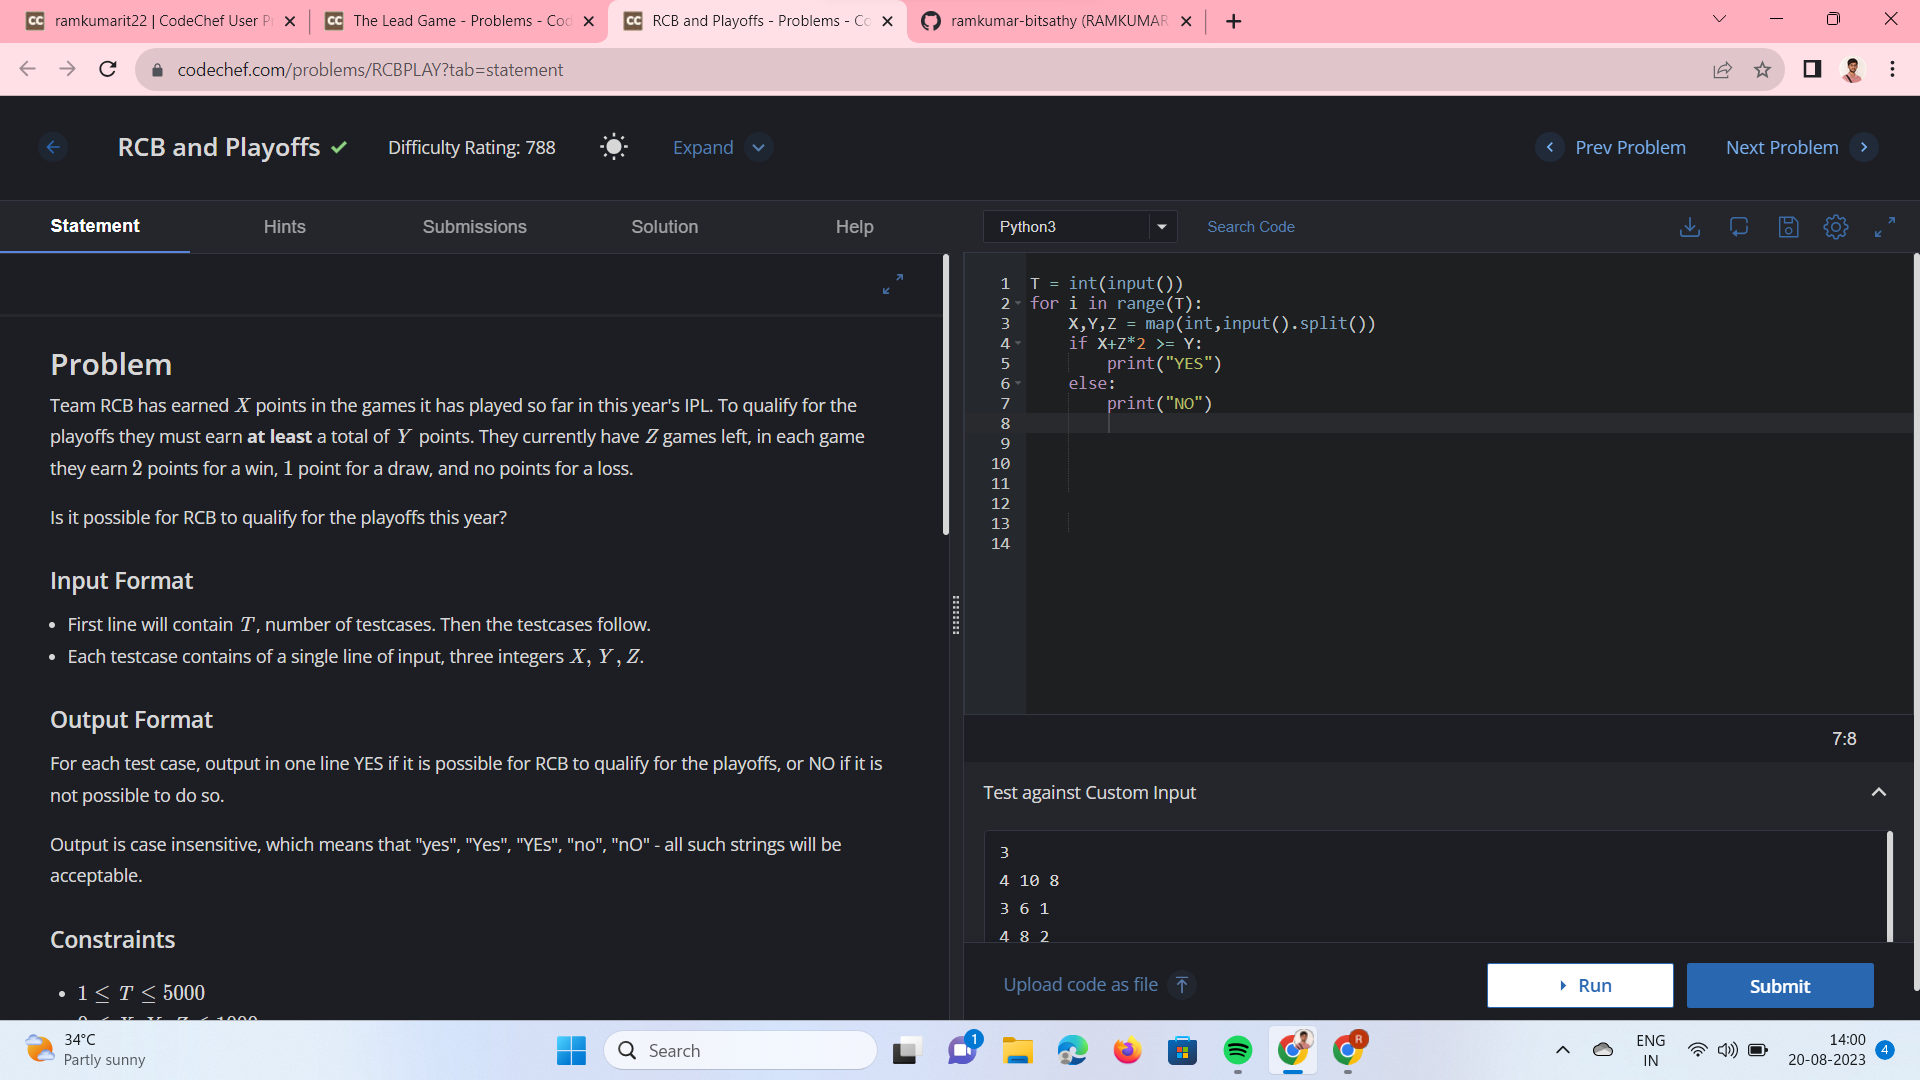 ramkumarit22 | CodeChef User Pr
The Lead Game - Problems - Cod
RCB and Playoffs - Problems - Co
ramkumar-bitsathy (RAMKUMAR
codechef.com/problems/RCBPLAY?tab=statement
RCB and Playoffs
Difficulty Rating: 788
Expand
Prev Problem
Next Problem
Statement
Hints
Submissions
Solution
Help
Problem
Team RCB has earned X points in the games it has played so far in this year's IPL. To qualify for the
playoffs they must earn at least a total of Y points. They currently have Z games left, in each game
they earn 2 points for a win, 1 point for a draw, and no points for a loss.
Is it possible for RCB to qualify for the playoffs this year?
Input Format
• First line will contain T, number of testcases. Then the testcases follow.
• Each testcase contains of a single line of input, three integers X, Y, Z.
Output Format
For each test case, output in one line YES if it is possible for RCB to qualify for the playoffs, or NO if it is
not possible to do so.
Output is case insensitive, which means that "yes", "Yes", "YEs", "no", "nO" - all such strings will be
acceptable.
Constraints
• 1 ≤ T ≤ 5000
Python3
Search Code
1 T = int(input())
2 for i in range(T):
3     X,Y,Z = map(int,input().split())
4     if X+Z*2 >= Y:
5         print("YES")
6     else:
7         print("NO")
8
9
10
11
12
13
14
7:8
Test against Custom Input
3
4 10 8
3 6 1
4 8 2
Upload code as file
Run
Submit
34°C
Partly sunny
Search
1
R
ENG
IN
14:00
20-08-2023
4